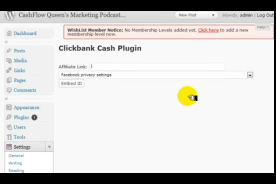 CashFlow Queen's Marketing Podcast...
New Post
Howdy, admin | Log Out
Help
Dashboard
WishList Member Notice: No Membership Levels added yet. Click here to add a new
membership level now.
Clickbank Cash Plugin
Posts
Media
Links
Pages
Comments
Affiliate Link:
Facebook privacy settings
Embed ID
Appearance
Plugins
Users
Tools
Settings
General
Writing
Reading